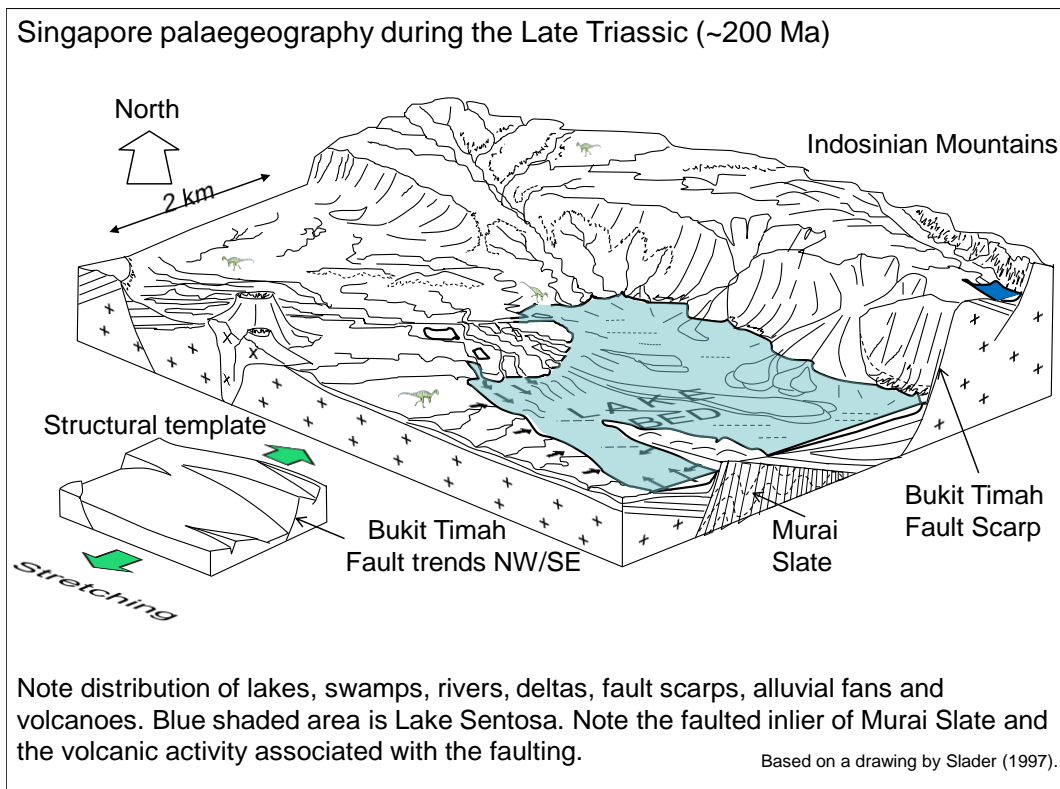 Singapore palaegeography during the Late Triassic (~200 Ma)
North
Indosinian Mountains
2 km
LAKE
BED
Structural template
Bukit Timah
Fault trends NW/SE
Stretching
Murai
Slate
Bukit Timah
Fault Scarp
Note distribution of lakes, swamps, rivers, deltas, fault scarps, alluvial fans and
volcanoes. Blue shaded area is Lake Sentosa. Note the faulted inlier of Murai Slate and
the volcanic activity associated with the faulting.
Based on a drawing by Slader (1997).